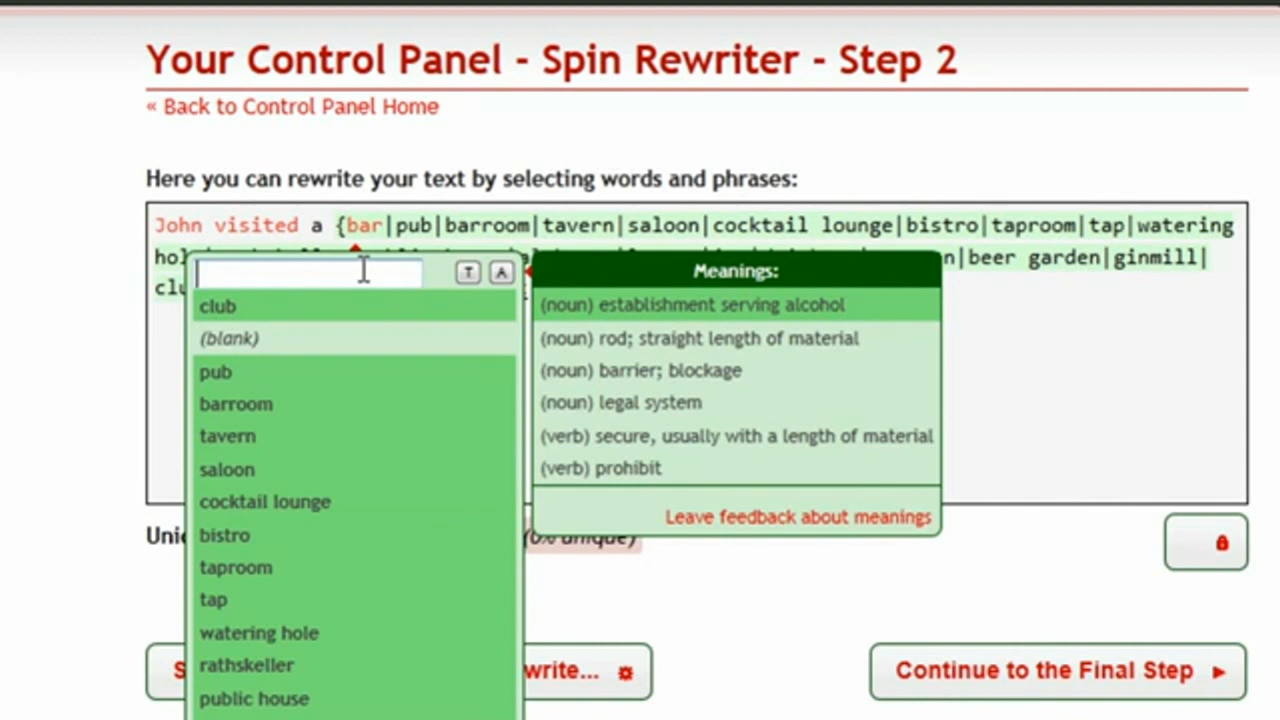 Your Control Panel - Spin Rewriter - Step 2
« Back to Control Panel Home
Here you can rewrite your text by selecting words and phrases:
John visited a {bar|pub|barroom|tavern|saloon|cocktail lounge|bistro|taproom|tap|watering
|beer garden|ginmill|
T A
club
(blank)
pub
barroom
tavern
saloon
cocktail lounge
bistro
taproom
tap
watering hole
rathskeller
public house
Meanings:
(noun) establishment serving alcohol
(noun) rod; straight length of material
(noun) barrier; blockage
(noun) legal system
(verb) secure, usually with a length of material
(verb) prohibit
Leave feedback about meanings
(0% unique)
write...
Continue to the Final Step